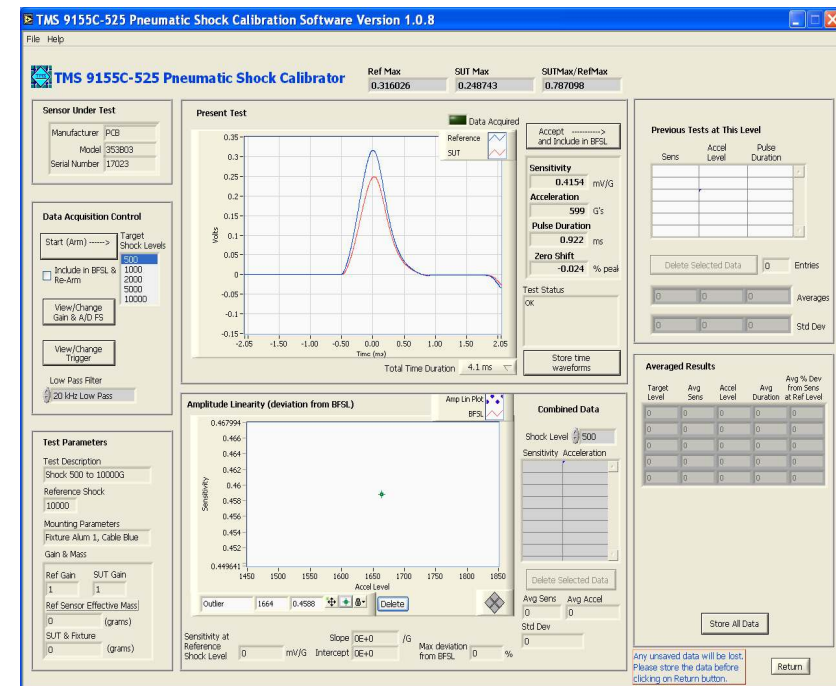 TMS 9155C-525 Pneumatic Shock Calibration Software Version 1.0.8
File Help
TMS 9155C-525 Pneumatic Shock Calibrator
Ref Max
0.316026
SUT Max
0.248743
SUTMax/RefMax
0.787098
Sensor Under Test
Manufacturer PCB
Model 353B03
Serial Number 17023
Data Acquisition Control
Start (Arm) ------>
Target
Shock Levels
500
1000
2000
5000
10000
Include in BFSL &
Re-Arm
View/Change
Gain & A/D FS
View/Change
Trigger
Low Pass Filter
20 kHz Low Pass
Test Parameters
Test Description
Shock 500 to 10000G
Reference Shock
10000
Mounting Parameters
Fixture Alum 1, Cable Blue
Gain & Mass
Ref Gain SUT Gain
1 1
Ref Sensor Effective Mass
0 (grams)
SUT & Fixture
0 (grams)
Present Test
Data Acquired
Reference
SUT
Volts
0.35
0.3
0.25
0.2
0.15
0.1
0.05
0
-0.05
-0.1
-0.15
-2.05 -1.50 -1.00 -0.50 0.00 0.50 1.00 1.50 2.05
Time (ms)
Total Time Duration 4.1 ms
Accept ---------->
and Include in BFSL
Sensitivity
0.4154 mV/G
Acceleration
599 G's
Pulse Duration
0.922 ms
Zero Shift
-0.024 % peak
Test Status
OK
Store time
waveforms
Amplitude Linearity (deviation from BFSL)
Amp Lin Plot
BFSL
Sensitivity
0.467994
0.466
0.464
0.462
0.46
0.458
0.456
0.454
0.452
0.449641
1450 1500 1550 1600 1650 1700 1750 1800 1850
Accel Level
Outlier 1664 0.4588 Delete
Sensitivity at
Reference
Shock Level 0 mV/G
Slope 0E+0 /G
Intercept 0E+0
Max deviation
from BFSL 0 %
Combined Data
Shock Level 500
Sensitivity Acceleration
Delete Selected Data
Avg Sens Avg Accel
0 0
Std Dev
0
Previous Tests at This Level
Sens
Accel
Level
Pulse
Duration
Delete Selected Data 0 Entries
0 0 0 Averages
0 0 0 Std Dev
Averaged Results
Target
Level
Avg
Sens
Accel
Level
Avg
Duration
Avg % Dev
from Sens
at Ref Level
0 0 0 0 0
0 0 0 0 0
0 0 0 0 0
0 0 0 0 0
0 0 0 0 0
Store All
Data
Any unsaved data will be lost.
Please store the data before
clicking on Return button.
Return